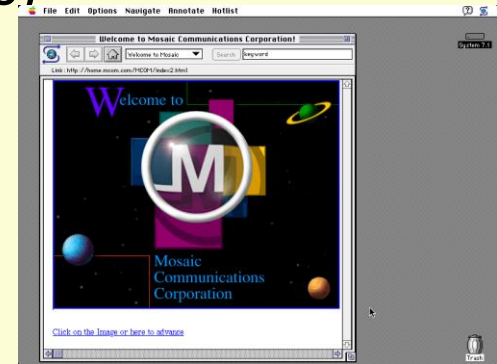 File Edit Options Navigate Annotate Hotlist
Welcome to Mosaic Communications Corporation!
System 7.1
Welcome to Mosaic
Search
keyword
Link: http://home.mcom.com/MCOM/index2.html
Welcome to
M
Mosaic
Communications
Corporation
Click on the Image or here to advance
Trash